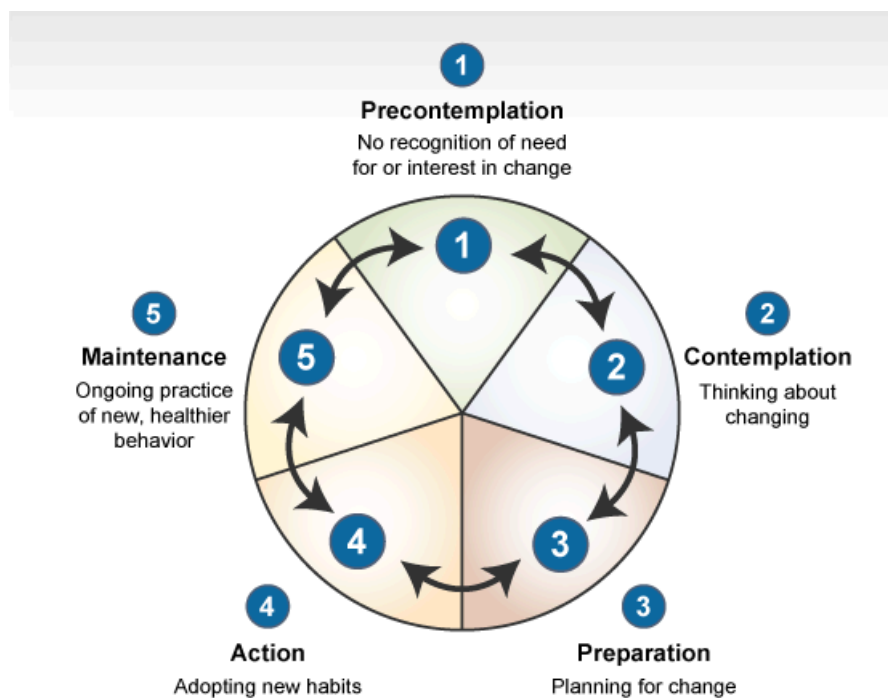 1
Precontemplation
No recognition of need
for or interest in change
1
5
Maintenance
Ongoing practice
of new, healthier
behavior
5
2
2
Contemplation
Thinking about
changing
4
3
4
Action
Adopting new habits
3
Preparation
Planning for change